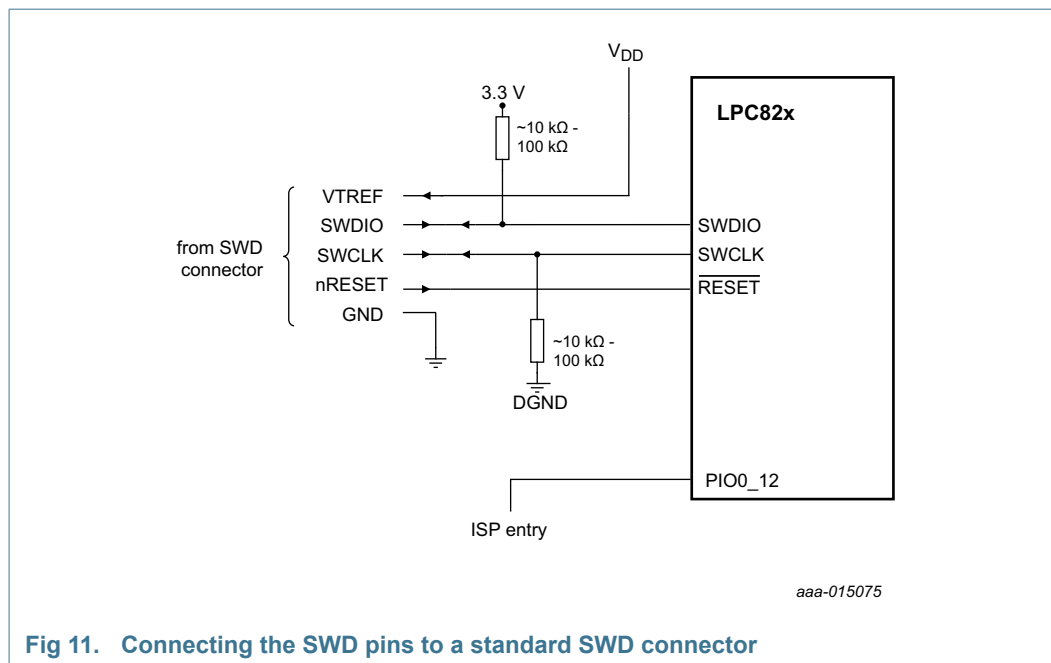 VDD
3.3 V
~10 kΩ -
100 kΩ
LPC82x
from SWD
connector
VTREF
SWDIO
SWCLK
nRESET
GND
SWDIO
SWCLK
RESET
~10 kΩ -
100 kΩ
DGND
PIO0_12
ISP entry
aaa-015075
Fig 11. Connecting the SWD pins to a standard SWD connector